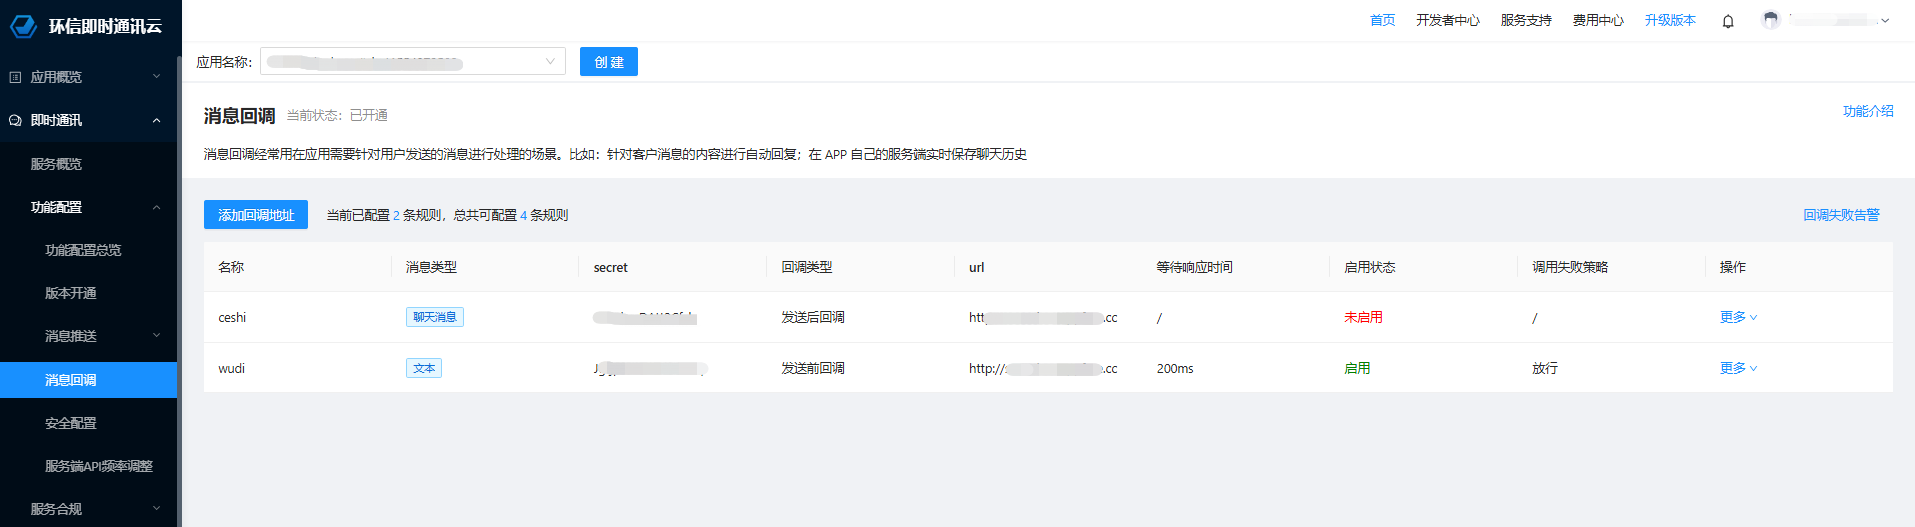 环信即时通讯云
首页 开发者中心 服务支持 费用中心 升级版本
应用名称： 创 建
应用概览
即时通讯
服务概览
功能配置
功能配置总览
版本开通
消息推送
消息回调
安全配置
服务端API频率调整
服务合规
消息回调 当前状态：已开通 功能介绍
消息回调经常用在应用需要针对用户发送的消息进行处理的场景。比如：针对客户消息的内容进行自动回复；在 APP 自己的服务端实时保存聊天历史
添加回调地址 当前已配置 2 条规则，总共可配置 4 条规则 回调失败告警
名称 消息类型 secret 回调类型 url 等待响应时间 启用状态 调用失败策略 操作
ceshi 聊天消息 发送后回调 .cc / 未启用 / 更多
wudi 文本 发送前回调 http:/ .cc 200ms 启用 放行 更多